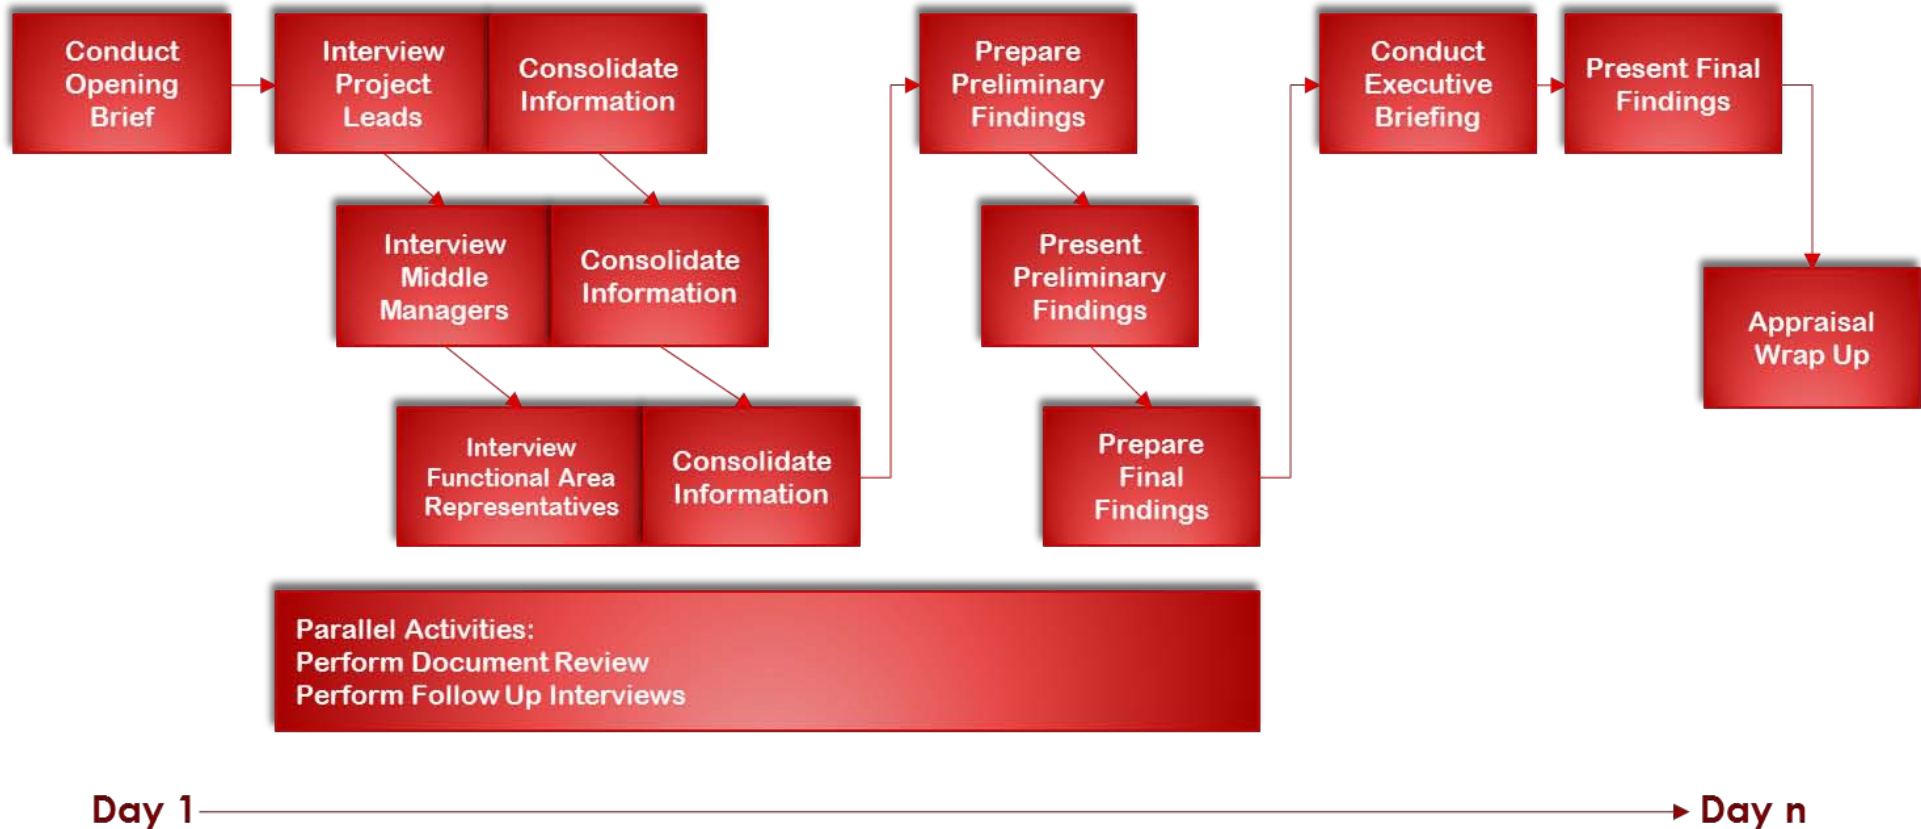 Conduct
Opening
Brief
Interview
Project
Leads
Consolidate
Information
Prepare
Preliminary
Findings
Conduct
Executive
Briefing
Present Final
Findings
Interview
Middle
Managers
Consolidate
Information
Present
Preliminary
Findings
Appraisal
Wrap Up
Interview
Functional Area
Representatives
Consolidate
Information
Prepare
Final
Findings
Parallel Activities:
Perform Document Review
Perform Follow Up Interviews
Day 1
Day n